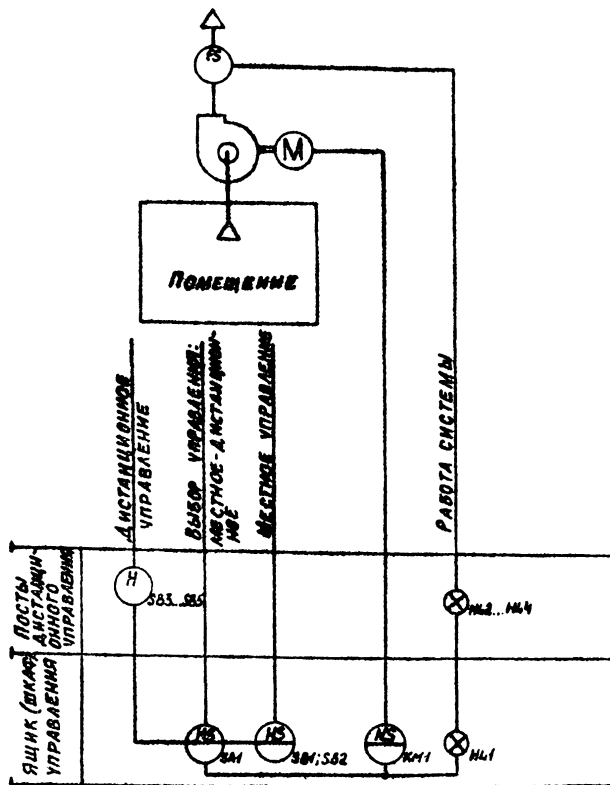 S
M
Помещение
Дистанционное
управление
Выбор управления:
местное-дистанцион-
ное
Местное управление
Работа системы
Посты
дистанци-
онного
управления
H
SB3...SB5
HL2...HL4
Ящик (шкаф)
управления
HS
SA1
HS
SB1;SB2
NS
KM1
HL1